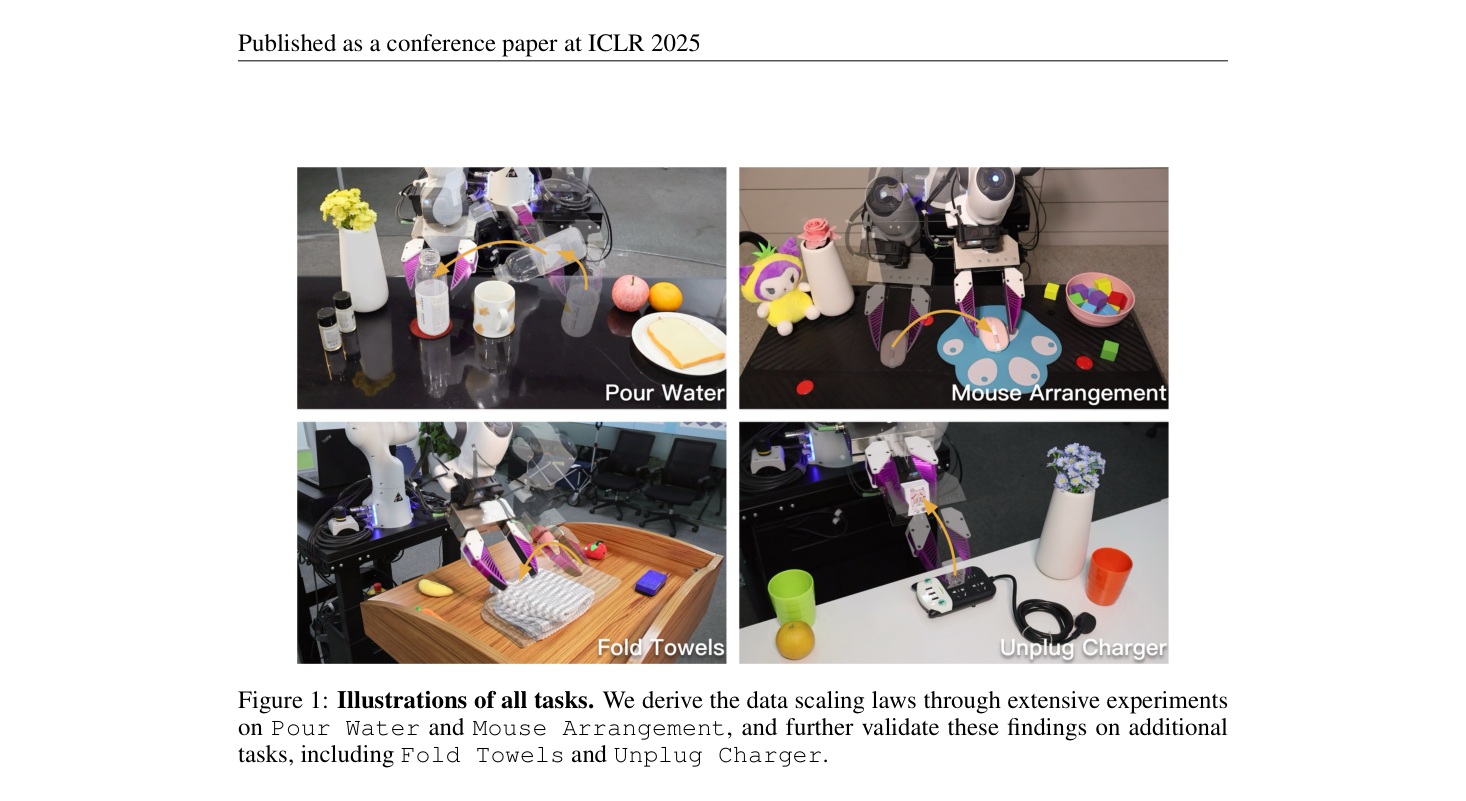 Published as a conference paper at ICLR 2025
Pour Water
Mouse Arrangement
Fold Towels
Unplug Charger
Figure 1: Illustrations of all tasks. We derive the data scaling laws through extensive experiments
on Pour Water and Mouse Arrangement, and further validate these findings on additional
tasks, including Fold Towels and Unplug Charger.